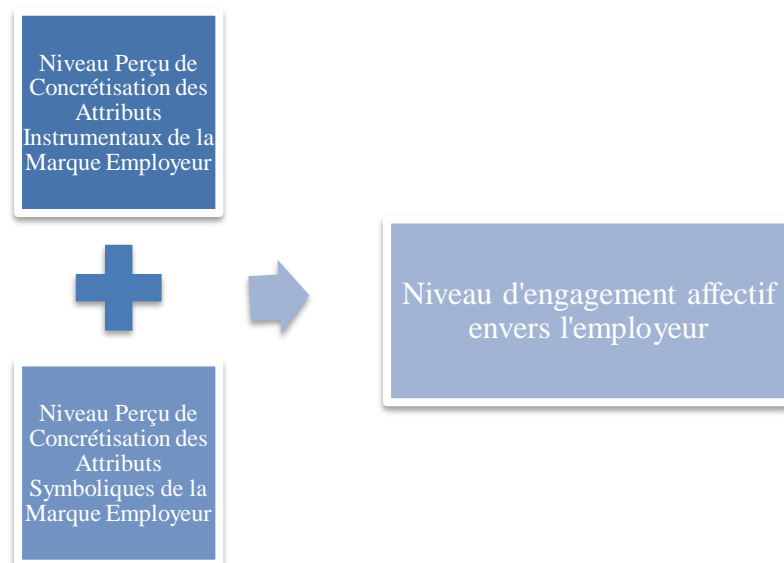 Niveau Perçu de
Concrétisation des
Attributs
Instrumentaux de la
Marque Employeur
Niveau d'engagement affectif
envers l'employeur
Niveau Perçu de
Concrétisation des
Attributs
Symboliques de la
Marque Employeur